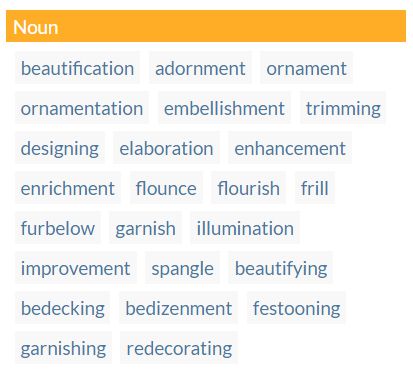 Noun
beautification adornment ornament
ornamentation embellishment trimming
designing elaboration enhancement
enrichment flounce flourish frill
furbelow garnish illumination
improvement spangle beautifying
bedecking bedizenment festooning
garnishing redecorating